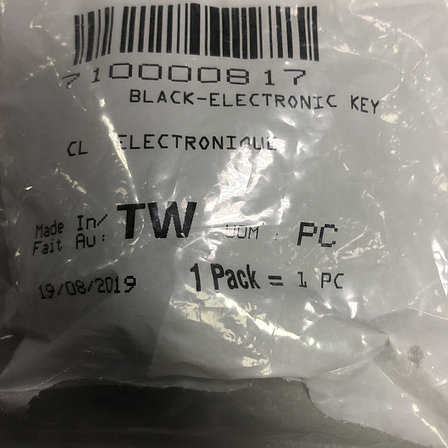 710000817
BLACK-ELECTRONIC KEY
CL ELECTRONIQUE
Made In/ Fait Au: TW UOM : PC
19/08/2019 1 Pack = 1 PC